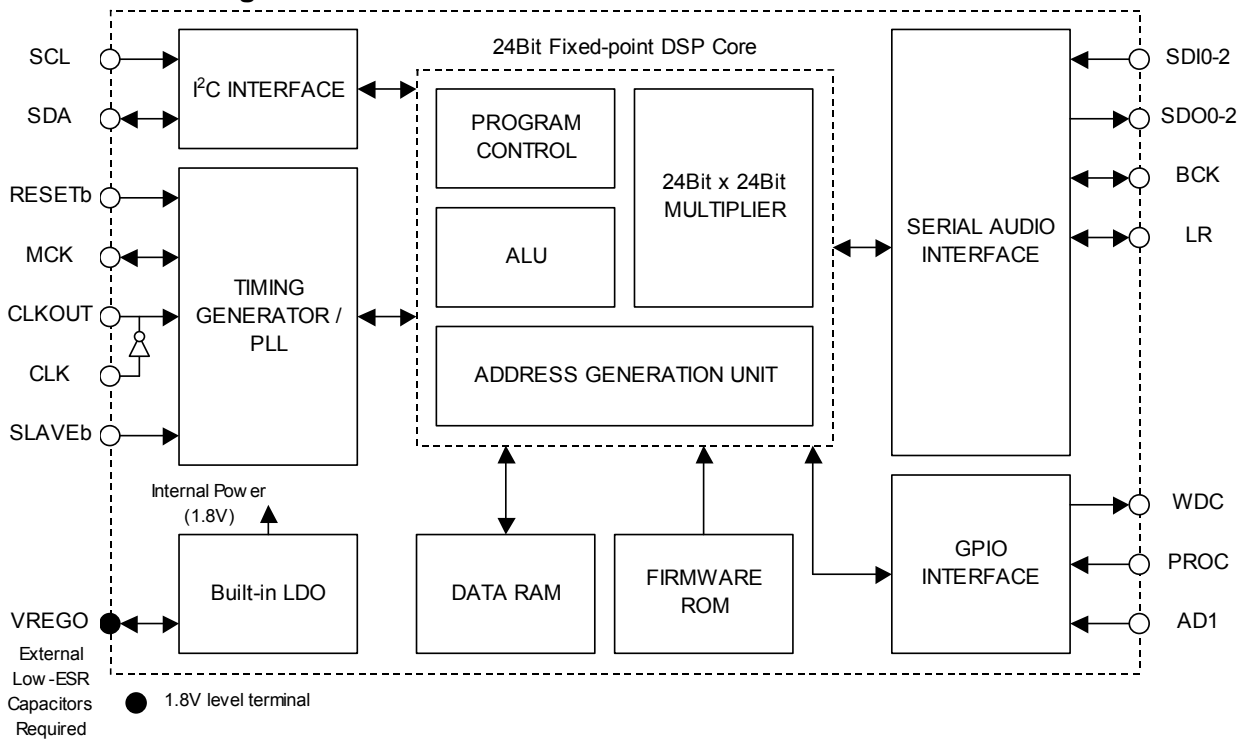 SCL
SDA
RESETb
MCK
CLKOUT
CLK
SLAVEb
VREGO
External
Low-ESR
Capacitors
Required
I²C INTERFACE
TIMING
GENERATOR /
PLL
Internal Power
(1.8V)
Built-in LDO
1.8V level terminal
24Bit Fixed-point DSP Core
PROGRAM
CONTROL
ALU
24Bit x 24Bit
MULTIPLIER
ADDRESS GENERATION UNIT
DATA RAM
FIRMWARE
ROM
SERIAL AUDIO
INTERFACE
GPIO
INTERFACE
SDI0-2
SDO0-2
BCK
LR
WDC
PROC
AD1